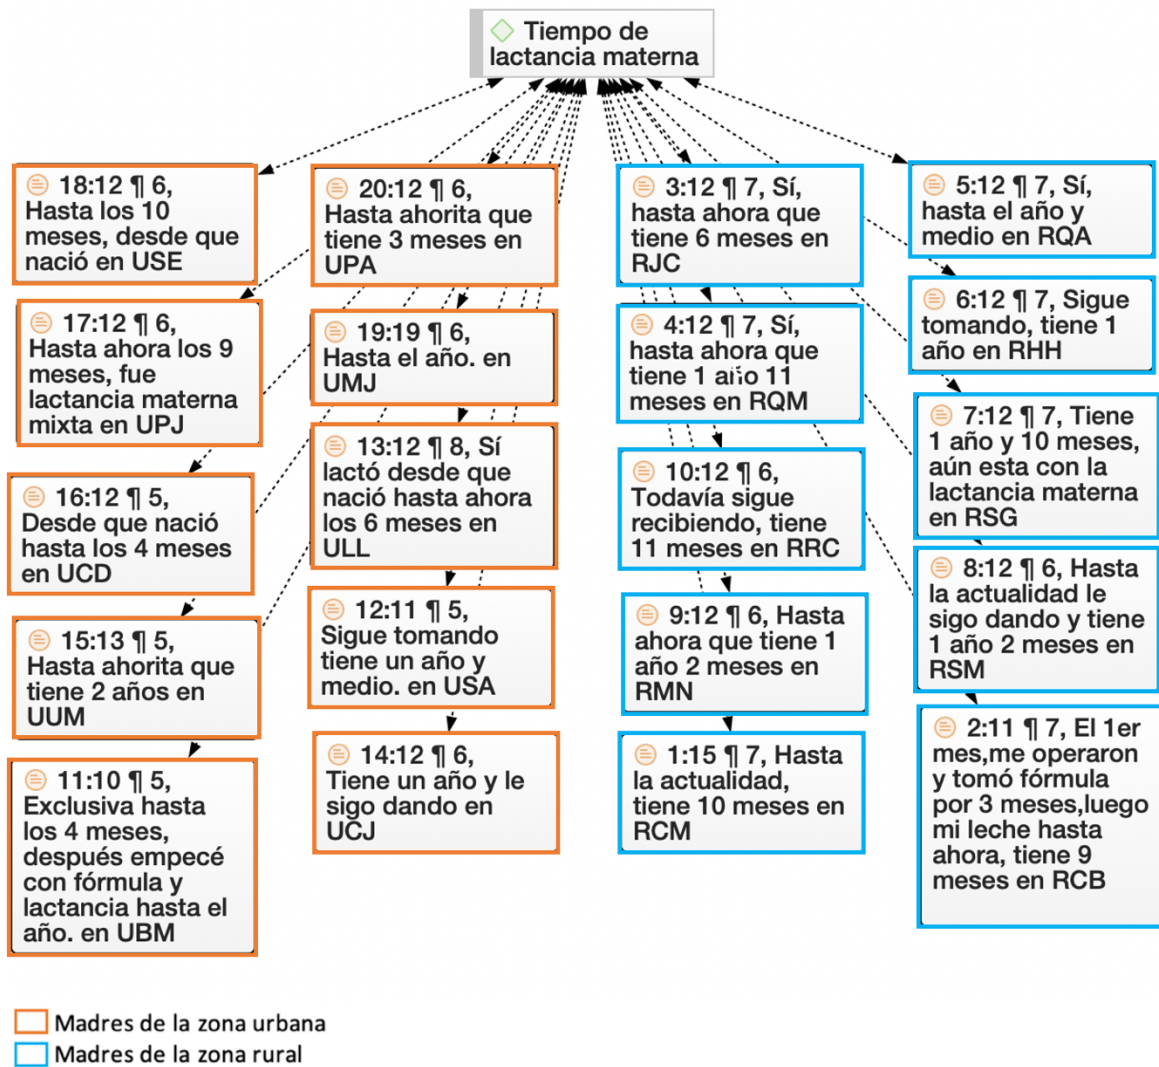 Tiempo de
lactancia materna
18:12 ¶ 6,
Hasta los 10
meses, desde que
nació en USE
17:12 ¶ 6,
Hasta ahora los 9
meses, fue
lactancia materna
mixta en UPJ
16:12 ¶ 5,
Desde que nació
hasta los 4 meses
en UCD
15:13 ¶ 5,
Hasta ahorita que
tiene 2 años en
UUM
11:10 ¶ 5,
Exclusiva hasta
los 4 meses,
después empecé
con fórmula y
lactancia hasta el
año. en UBM
20:12 ¶ 6,
Hasta ahorita que
tiene 3 meses en
UPA
19:19 ¶ 6,
Hasta el año. en
UMJ
13:12 ¶ 8, Sí
lactó desde que
nació hasta ahora
los 6 meses en
ULL
12:11 ¶ 5,
Sigue tomando
tiene un año y
medio. en USA
14:12 ¶ 6,
Tiene un año y le
sigo dando en
UCJ
3:12 ¶ 7, Sí,
hasta ahora que
tiene 6 meses en
RJC
4:12 ¶ 7, Sí,
hasta ahora que
tiene 1 año 11
meses en RQM
10:12 ¶ 6,
Todavía sigue
recibiendo, tiene
11 meses en RRC
9:12 ¶ 6, Hasta
ahora que tiene 1
año 2 meses en
RMN
1:15 ¶ 7, Hasta
la actualidad,
tiene 10 meses en
RCM
5:12 ¶ 7, Sí,
hasta el año y
medio en RQA
6:12 ¶ 7, Sigue
tomando, tiene 1
año en RHH
7:12 ¶ 7, Tiene
1 año y 10 meses,
aún esta con la
lactancia materna
en RSG
8:12 ¶ 6, Hasta
la actualidad le
sigo dando y tiene
1 año 2 meses en
RSM
2:11 ¶ 7, El 1er
mes,me operaron
y tomó fórmula
por 3 meses,luego
mi leche hasta
ahora, tiene 9
meses en RCB
Madres de la zona urbana
Madres de la zona rural